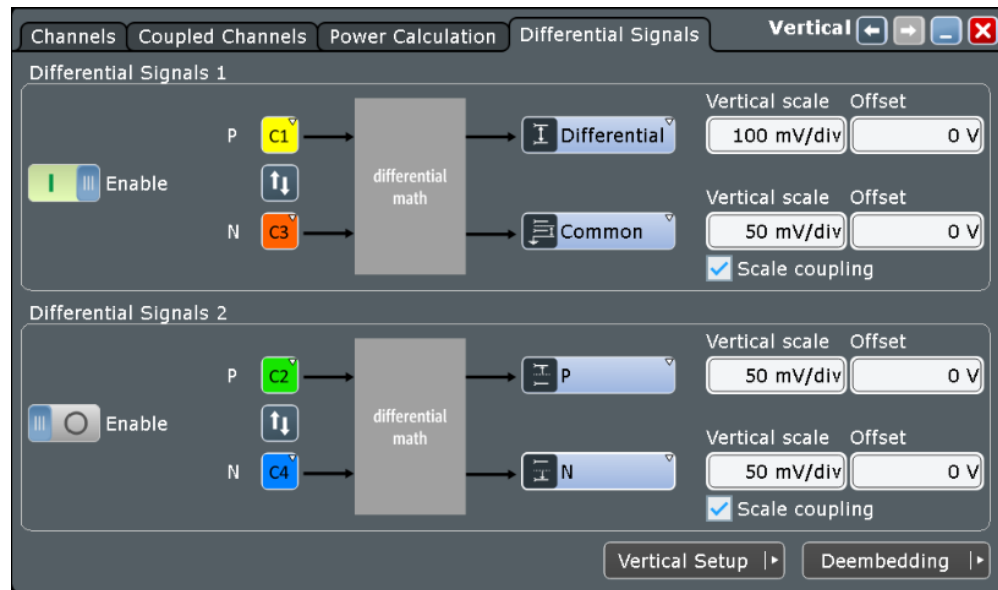 Channels Coupled Channels Power Calculation Differential Signals Vertical
Differential Signals 1
Vertical scale Offset
P C1 Differential 100 mV/div 0 V
Enable differential
math
Vertical scale Offset
N C3 Common 50 mV/div 0 V
Scale coupling
Differential Signals 2
Vertical scale Offset
P C2 P 50 mV/div 0 V
Enable differential
math
Vertical scale Offset
N C4 N 50 mV/div 0 V
Scale coupling
Vertical Setup Deembedding